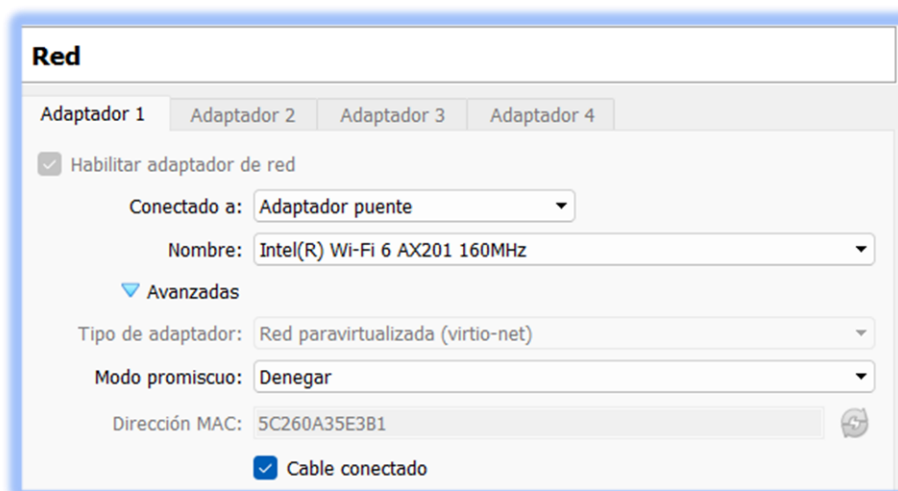 Red
Adaptador 1 Adaptador 2 Adaptador 3 Adaptador 4
Habilitar adaptador de red
Conectado a: Adaptador puente
Nombre: Intel(R) Wi-Fi 6 AX201 160MHz
Avanzadas
Tipo de adaptador: Red paravirtualizada (virtio-net)
Modo promiscuo: Denegar
Dirección MAC: 5C260A35E3B1
Cable conectado